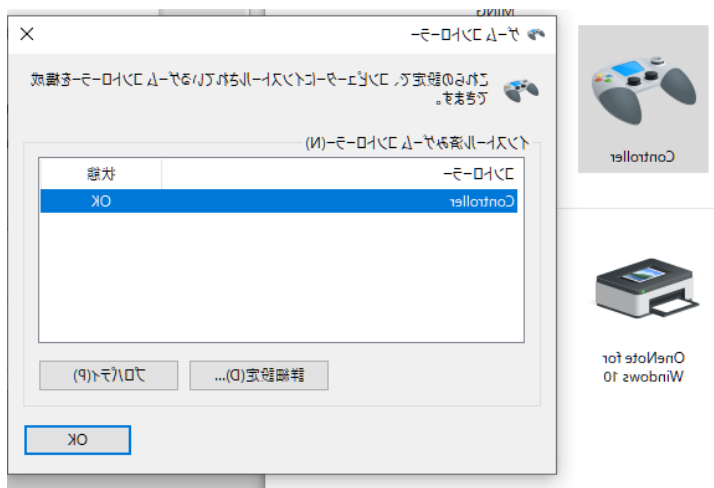 MING
ゲーム コントローラー
これらの設定で、コンピューターにインストールされているゲーム コントローラーを構成
できます。
インストール済みゲーム コントローラー(N)
コントローラー 状態
Controller OK
詳細設定(D)... プロパティ(P)
OK
Controller
OneNote for
Windows 10